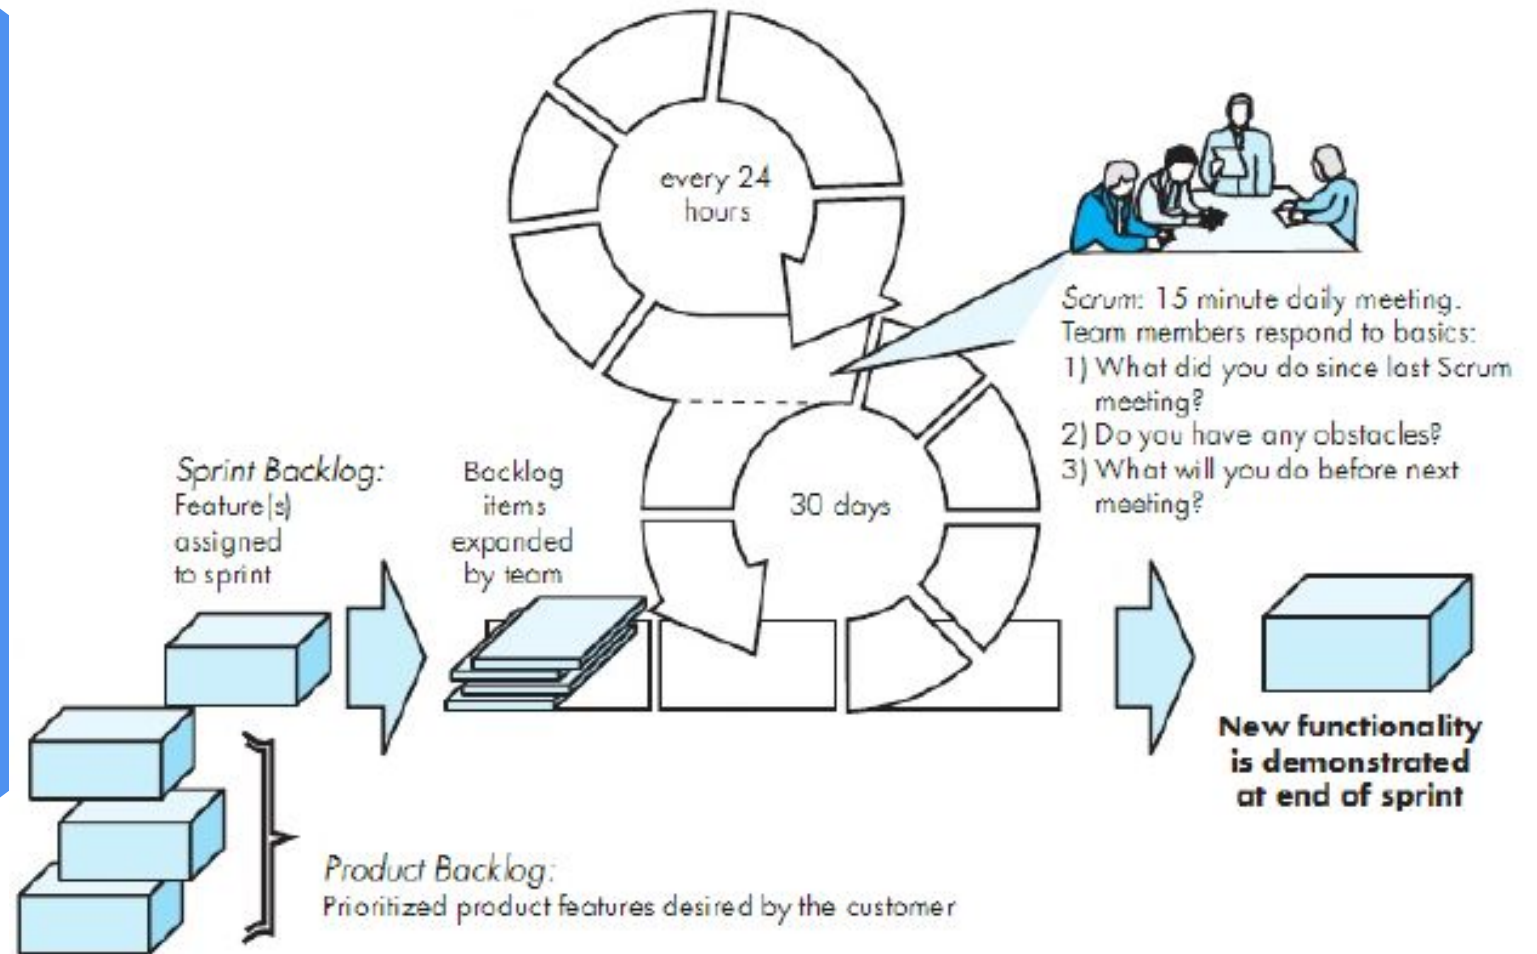 every 24
hours
Scrum: 15 minute daily meeting.
Team members respond to basics:
1) What did you do since last Scrum
meeting?
2) Do you have any obstacles?
3) What will you do before next
meeting?
Sprint Backlog:
Feature(s)
assigned
to sprint
Backlog
items
expanded
by team
30 days
New functionality
is demonstrated
at end of sprint
Product Backlog:
Prioritized product features desired by the customer